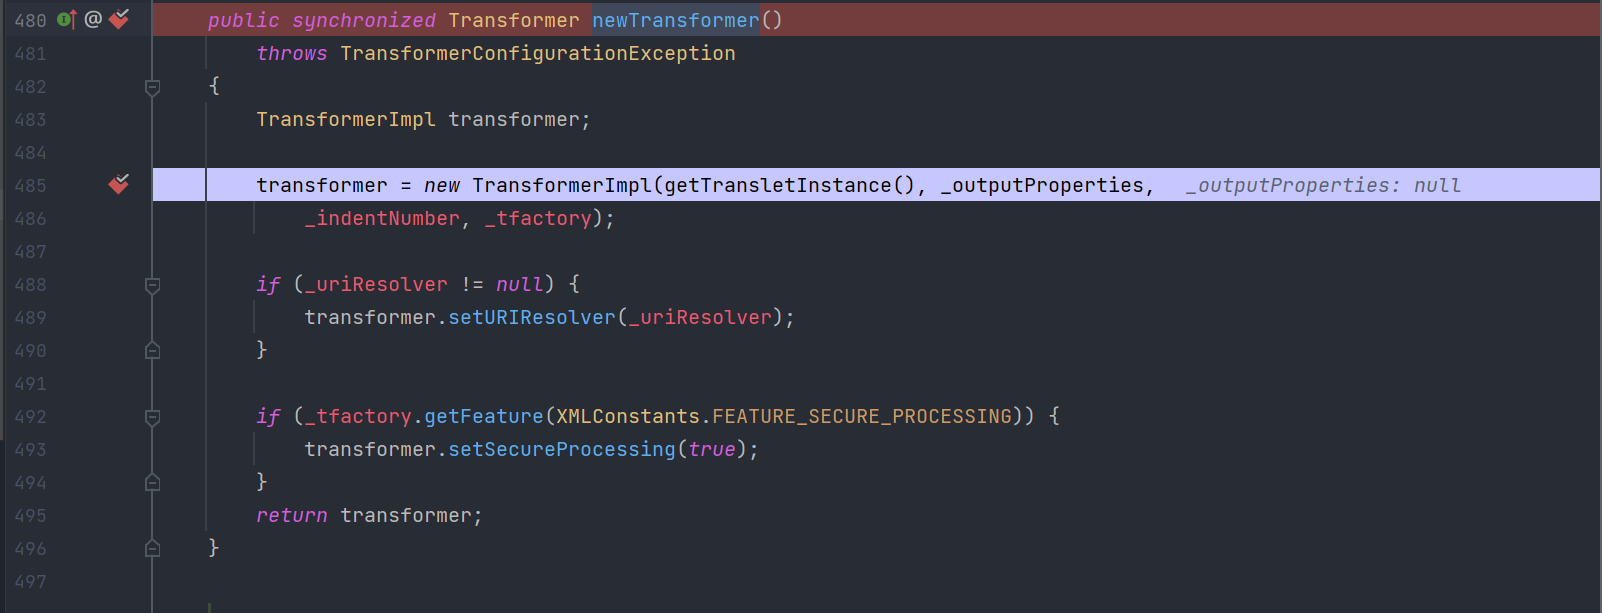 480 @ public synchronized Transformer newTransformer()
481 throws TransformerConfigurationException
482 {
483 TransformerImpl transformer;
484
485 transformer = new TransformerImpl(getTransletInstance(), _outputProperties, _outputProperties: null
486 _indentNumber, _tfactory);
487
488 if (_uriResolver != null) {
489 transformer.setURIResolver(_uriResolver);
490 }
491
492 if (_tfactory.getFeature(XMLConstants.FEATURE_SECURE_PROCESSING)) {
493 transformer.setSecureProcessing(true);
494 }
495 return transformer;
496 }
497